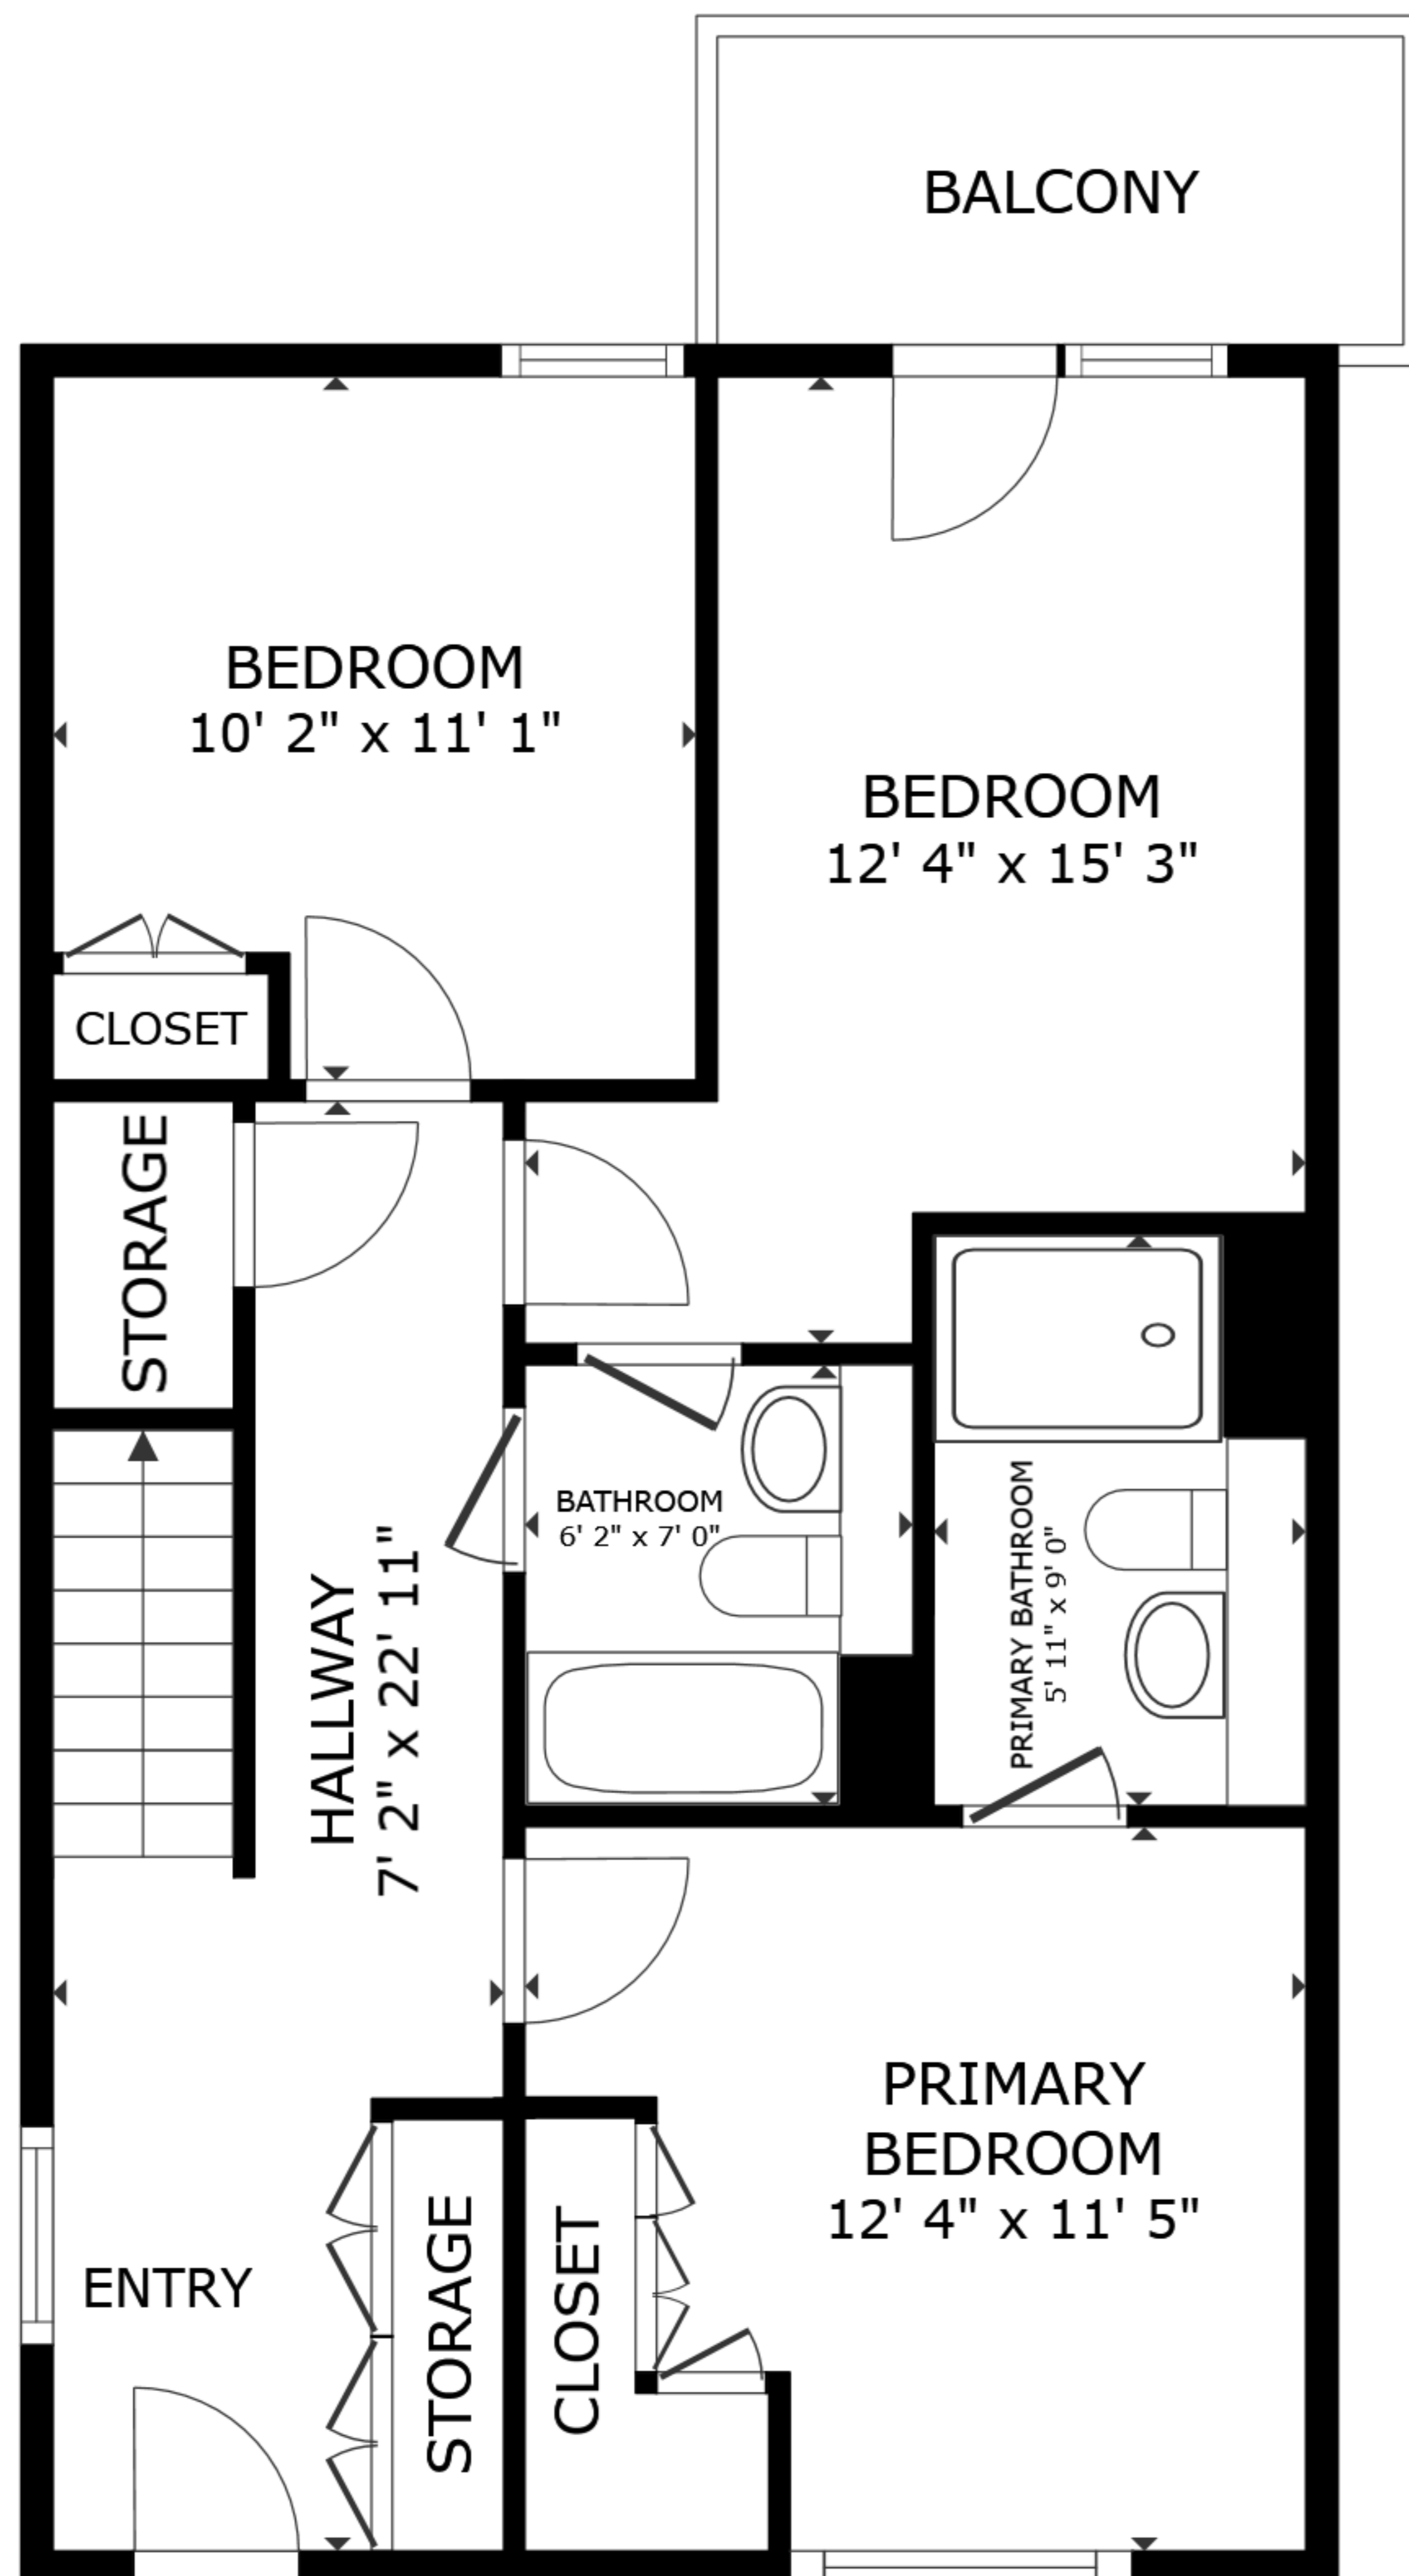 BALCONY
BEDROOM
10' 2" x 11' 1"
BEDROOM
12' 4" x 15' 3"
CLOSET
STORAGE
BATHROOM
6' 2" x 7' 0"
PRIMARY BATHROOM
5' 11" x 9' 0"
HALLWAY
7' 2" x 22' 11"
PRIMARY
BEDROOM
12' 4" x 11' 5"
ENTRY
STORAGE
CLOSET